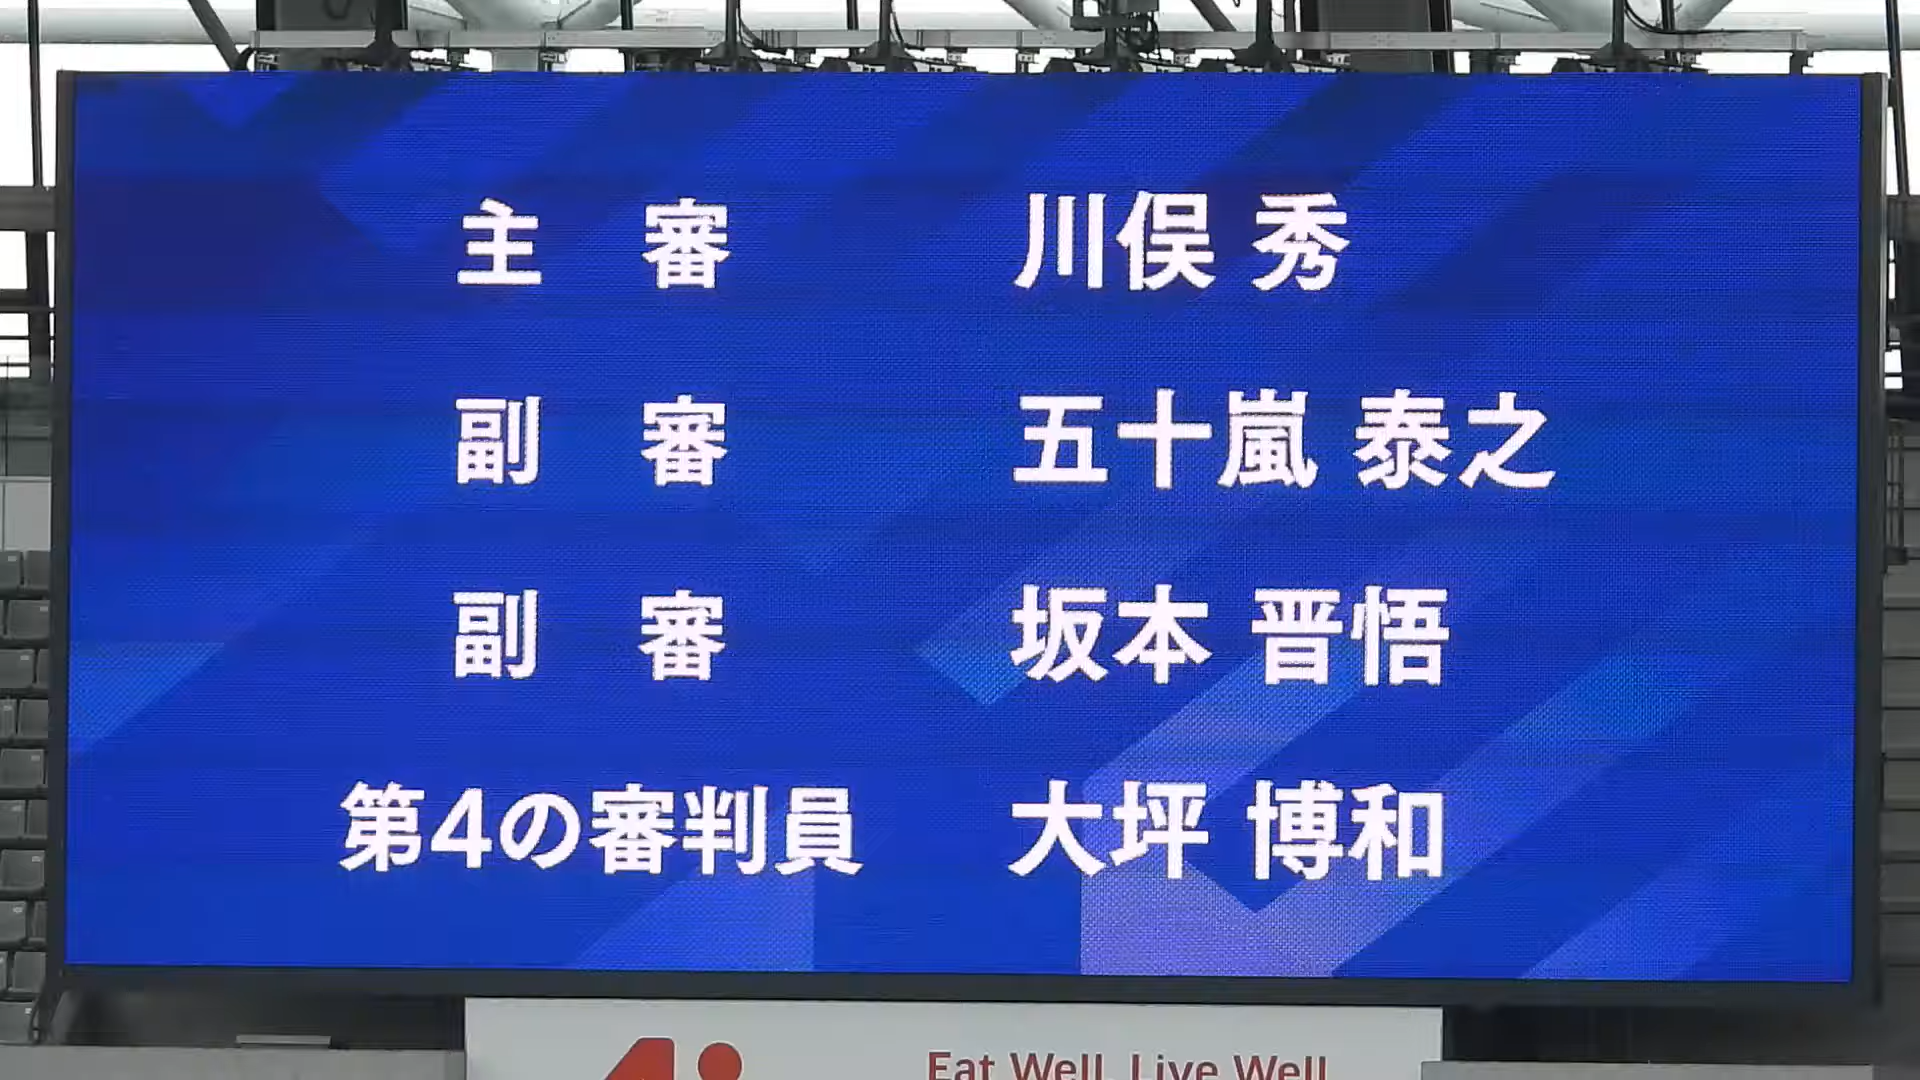 主審 川俣 秀
副審 五十嵐 泰之
副審 坂本 晋悟
第4の審判員 大坪 博和
Eat Well, Live Well